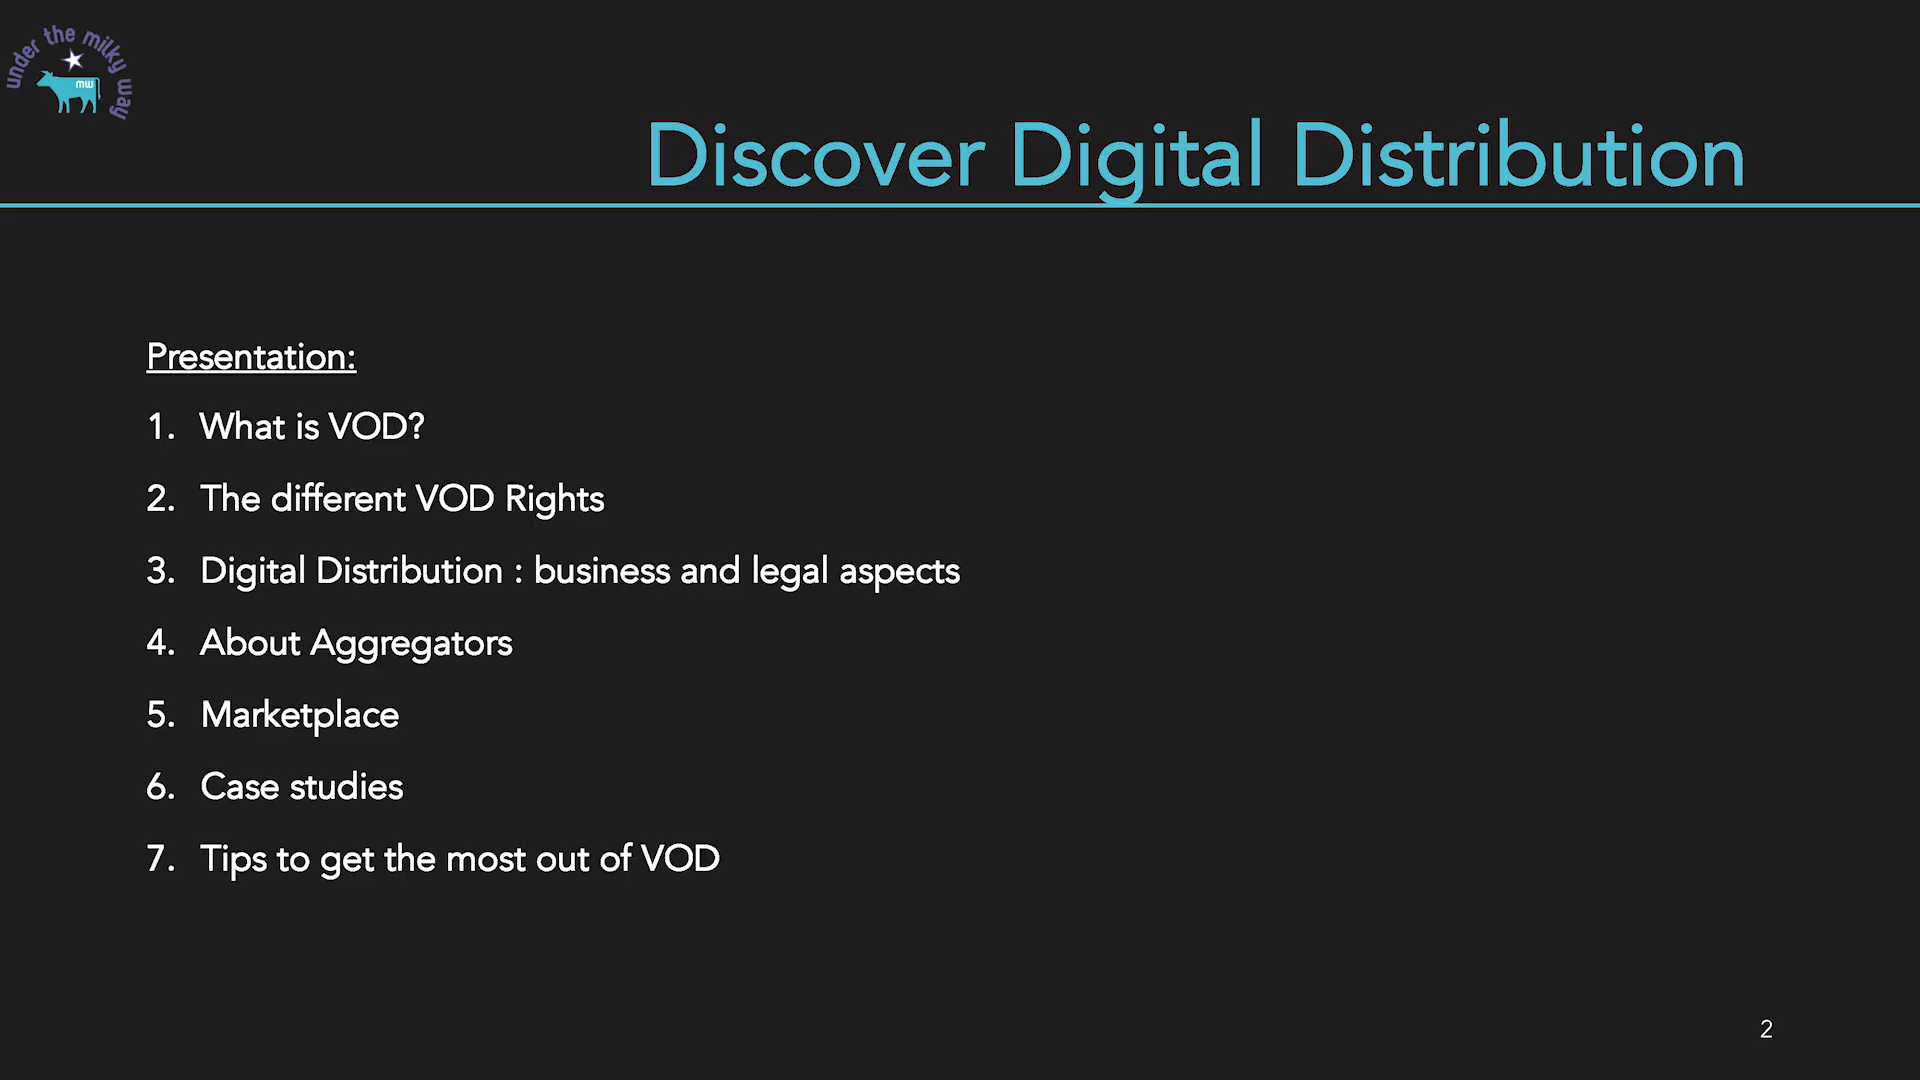 under the milky way
mw
Discover Digital Distribution
Presentation:
1. What is VOD?
2. The different VOD Rights
3. Digital Distribution : business and legal aspects
4. About Aggregators
5. Marketplace
6. Case studies
7. Tips to get the most out of VOD
2